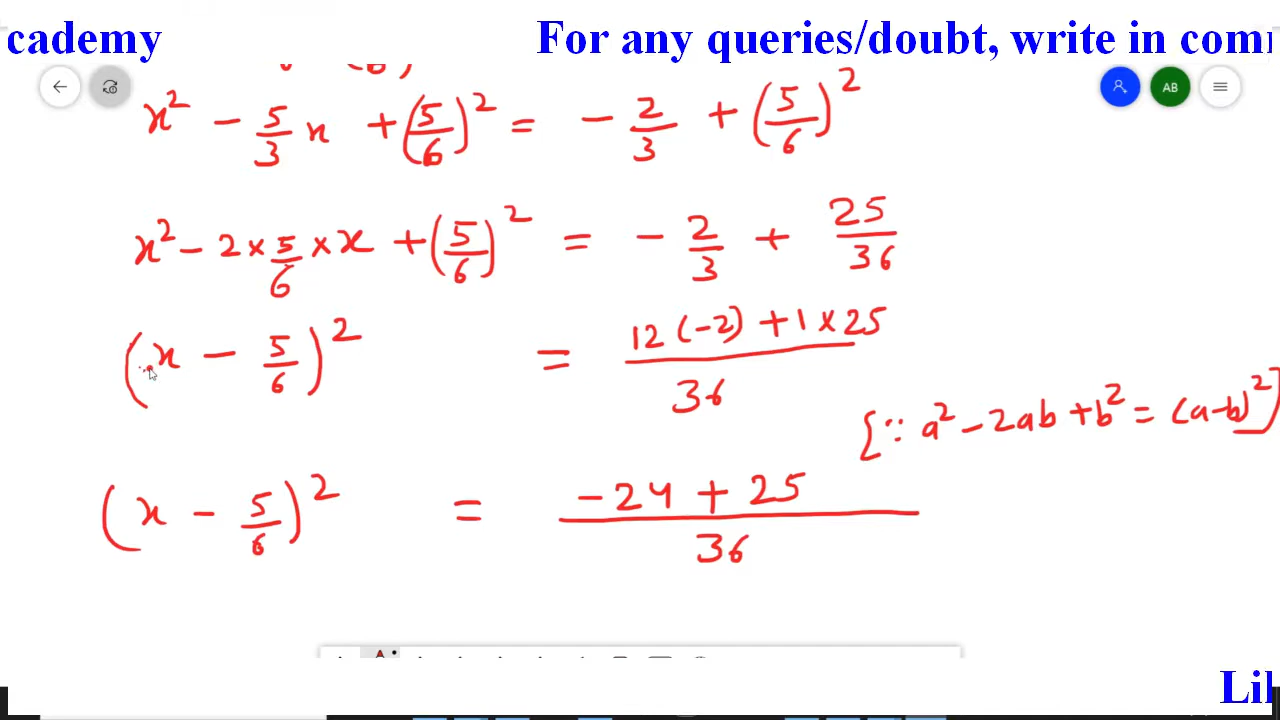 cademy For any queries/doubt, write in com
AB
x² - 5/3 x + (5/6)² = - 2/3 + (5/6)²
x² - 2 × 5/6 × x + (5/6)² = - 2/3 + 25/36
(x - 5/6)² = 12(-2) + 1 × 25 / 36
[∵ a² - 2ab + b² = (a-b)²]
(x - 5/6)² = -24 + 25 / 36
Li